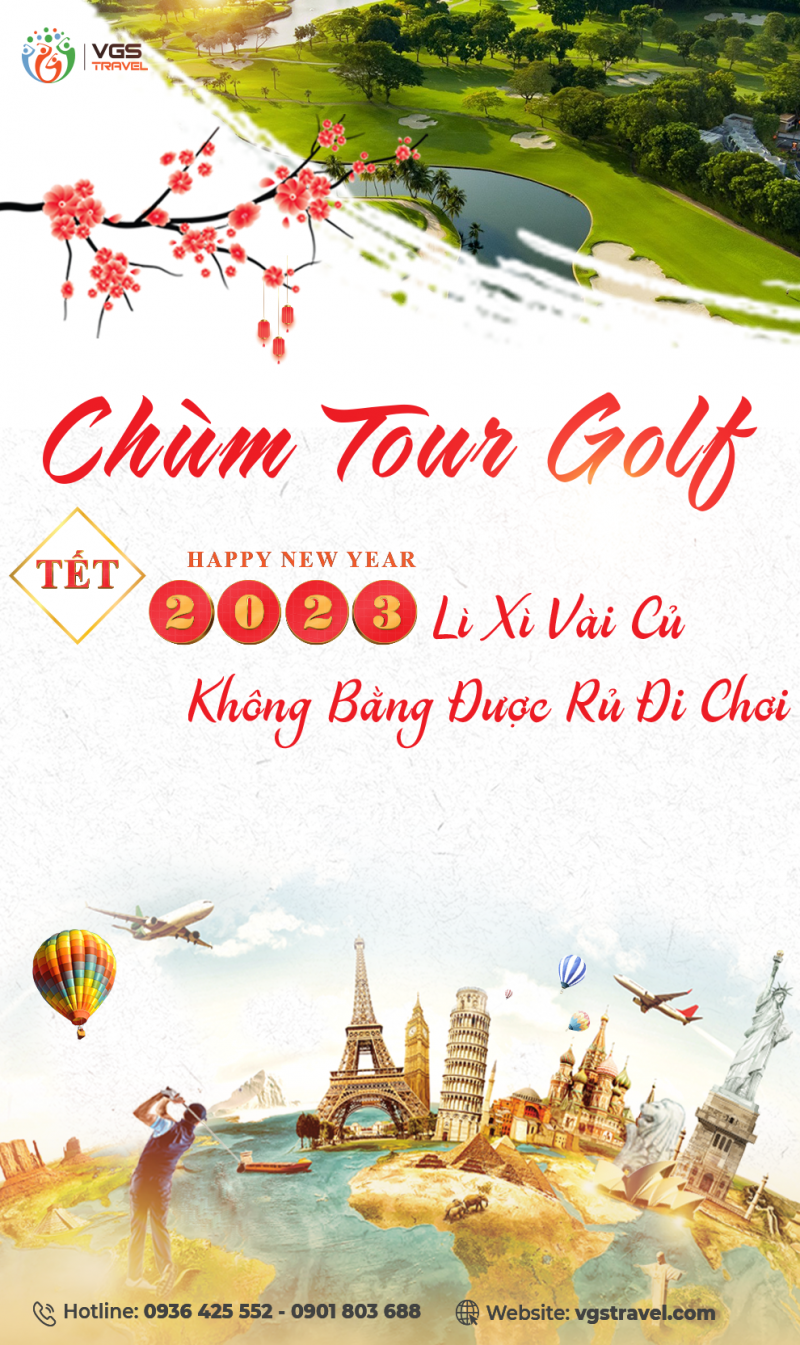 VGS
TRAVEL
Chùm Tour Golf
TẾT
HAPPY NEW YEAR
2023 Lì Xì Vài Củ
Không Bằng Được Rủ Đi Chơi
Hotline: 0936 425 552 - 0901 803 688
Website: vgstravel.com